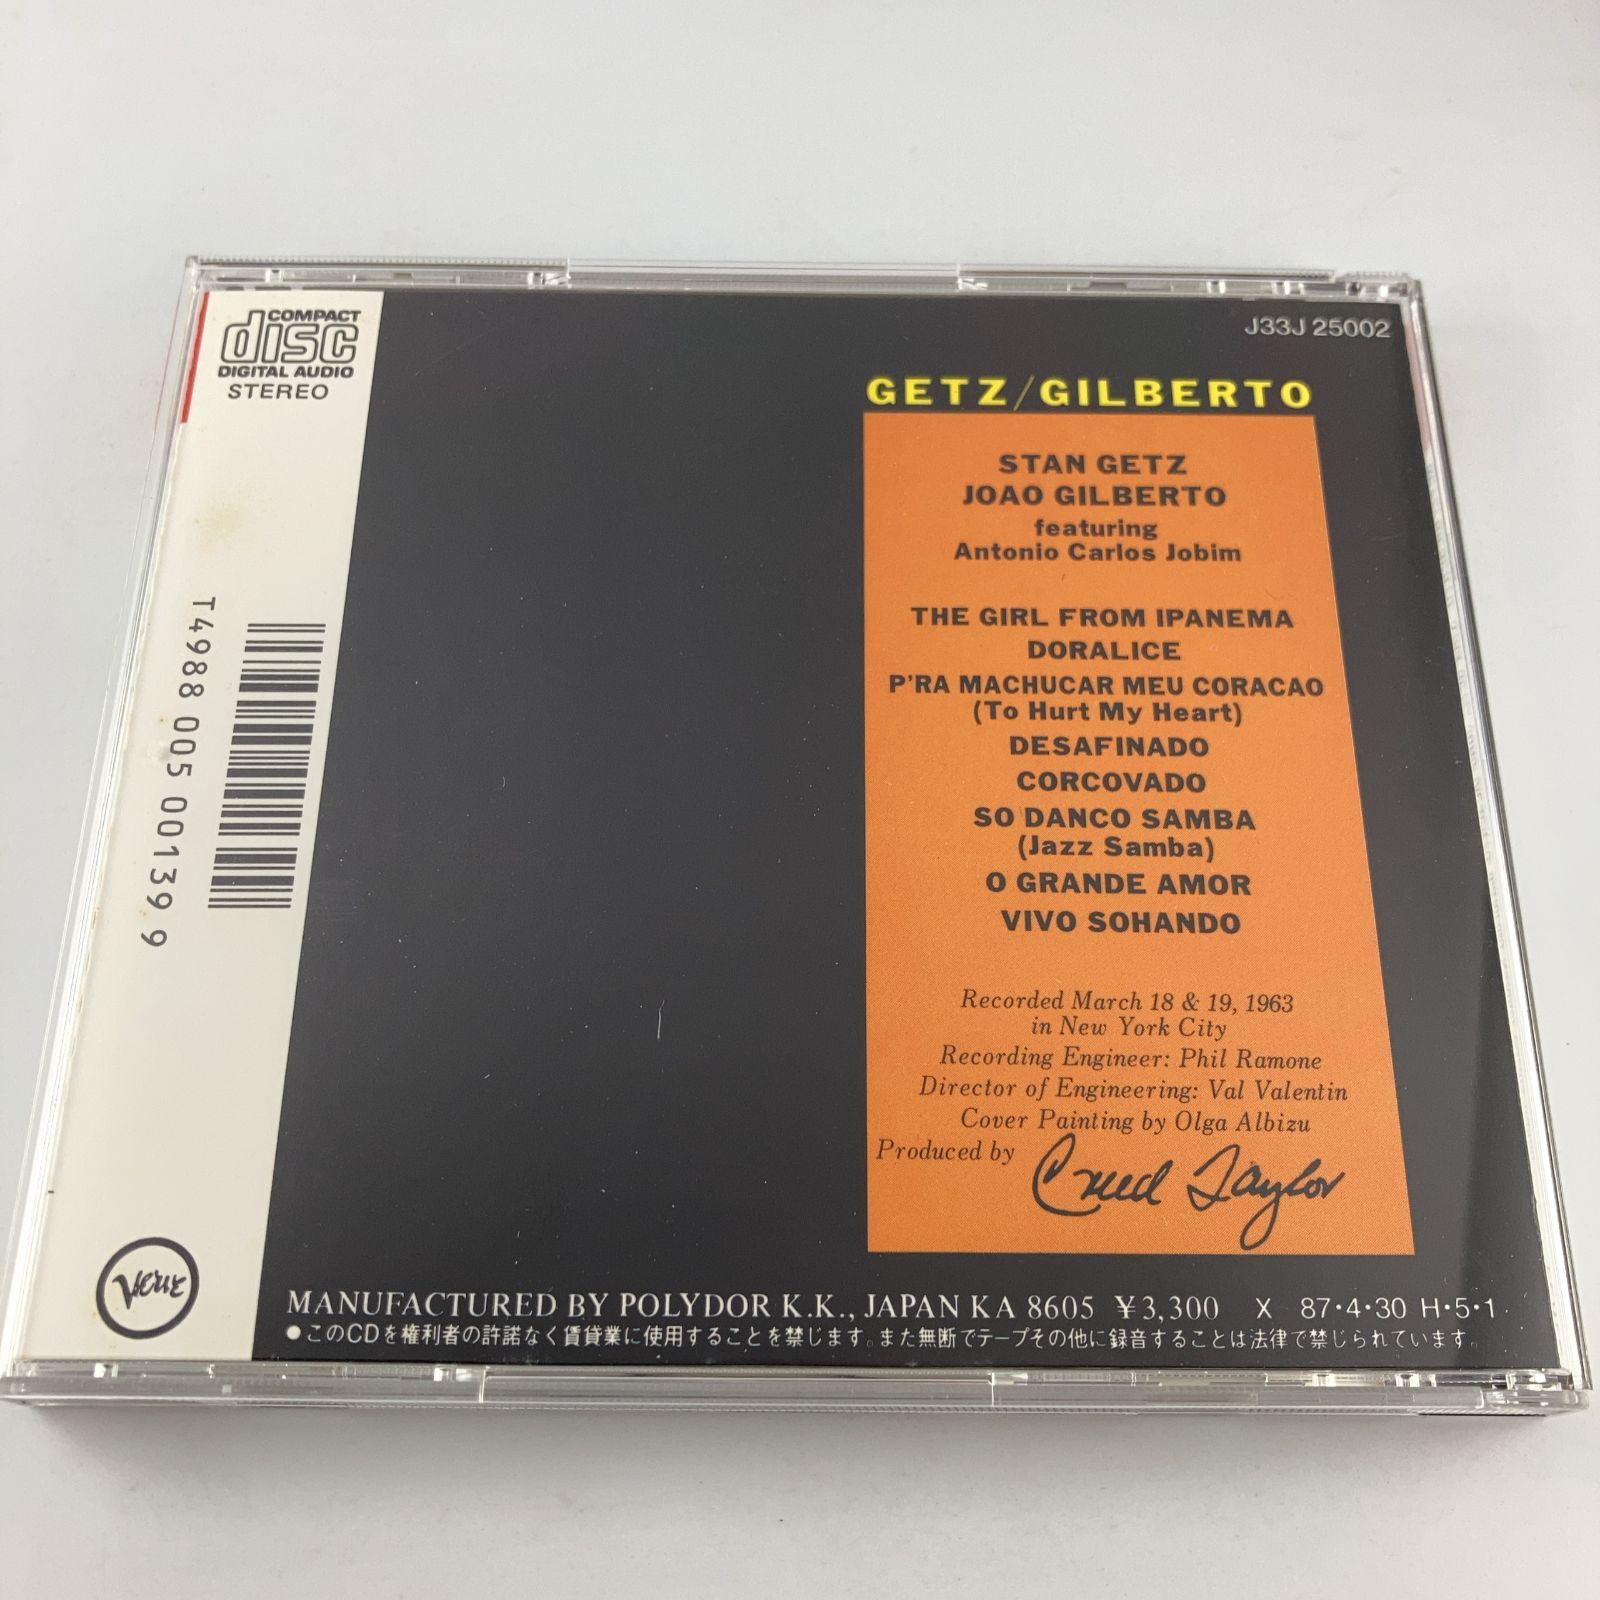 COMPACT
disc
DIGITAL AUDIO
STEREO
T4988 005 00139 9
Verve
J33J 25002
GETZ/GILBERTO
STAN GETZ
JOAO GILBERTO
featuring
Antonio Carlos Jobim
THE GIRL FROM IPANEMA
DORALICE
P'RA MACHUCAR MEU CORACAO
(To Hurt My Heart)
DESAFINADO
CORCOVADO
SO DANCO SAMBA
(Jazz Samba)
O GRANDE AMOR
VIVO SOHANDO
Recorded March 18 & 19, 1963
in New York City
Recording Engineer: Phil Ramone
Director of Engineering: Val Valentin
Cover Painting by Olga Albizu
Produced by Creed Taylor
MANUFACTURED BY POLYDOR K.K., JAPAN KA 8605 ¥3,300 X 87・4・30 H・5・1
●このCDを権利者の許諾なく賃貸業に使用することを禁じます。また無断でテープその他に録音することは法律で禁じられています。